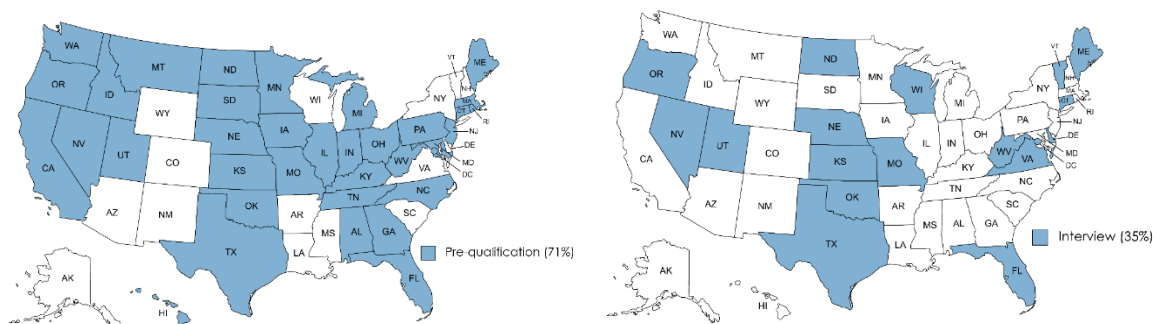 WA
MT
ND
MN
OR
ID
SD
WI
MI
WY
NE
IA
NV
UT
CO
KS
MO
IL
IN
OH
PA
NY
ME
NH
MA
CT
RI
NJ
DE
MD
DC
WV
VA
KY
NC
TN
CA
AZ
NM
OK
AR
SC
TX
LA
MS
AL
GA
FL
AK
HI
VT
Pre-qualification (71%)
WA
MT
ND
MN
OR
ID
SD
WI
MI
WY
NE
IA
NV
UT
CO
KS
MO
IL
IN
OH
PA
NY
VT
ME
NH
MA
CT
RI
NJ
DE
MD
DC
WV
VA
KY
NC
TN
CA
AZ
NM
OK
AR
SC
TX
LA
MS
AL
GA
FL
AK
HI
Interview (35%)